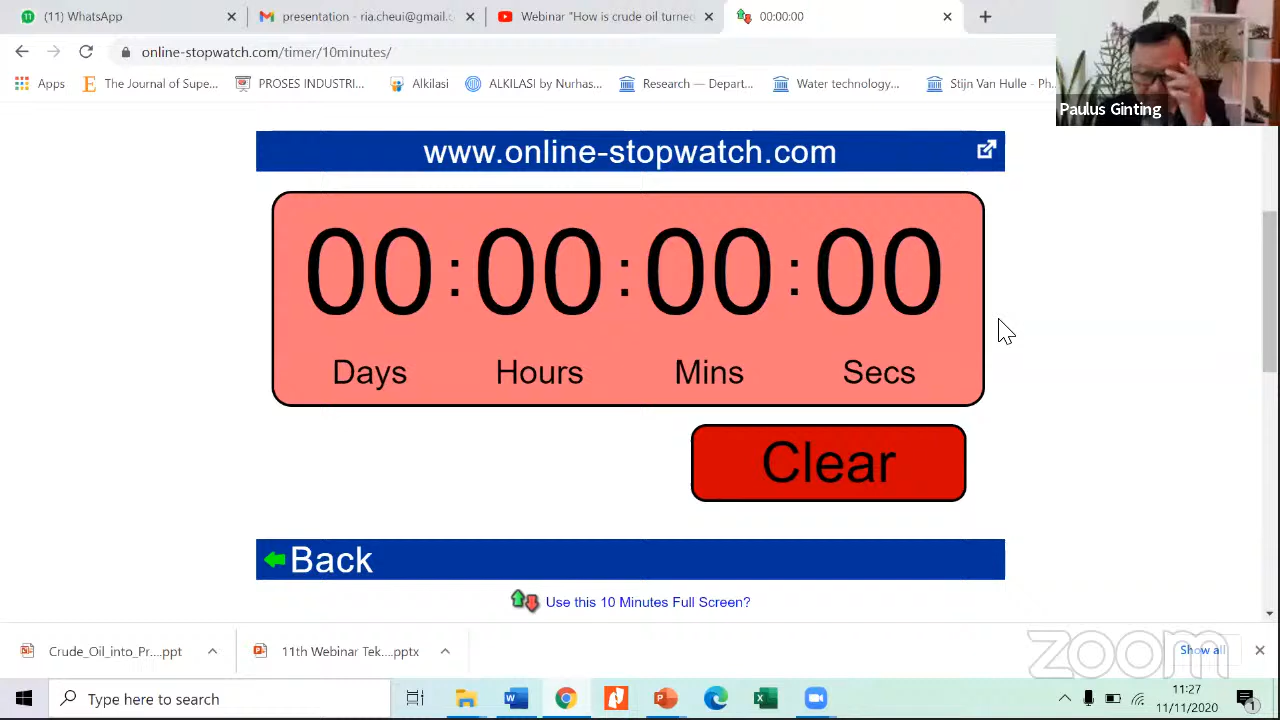 (11) WhatsApp
presentation - ria.cheui@gmail.c
Webinar "How is crude oil turned
00:00:00
online-stopwatch.com/timer/10minutes/
Apps
The Journal of Supe...
PROSES INDUSTRI...
Alkilasi
ALKILASI by Nurhas...
Research — Depart...
Water technology...
Stijn Van Hulle - Ph.
Paulus Ginting
www.online-stopwatch.com
00:00:00:00
Days Hours Mins Secs
Clear
Back
Use this 10 Minutes Full Screen?
Crude_Oil_into_Pr....ppt
11th Webinar Tek....pptx
Show all
zoom
Type here to search
11:27
11/11/2020
1